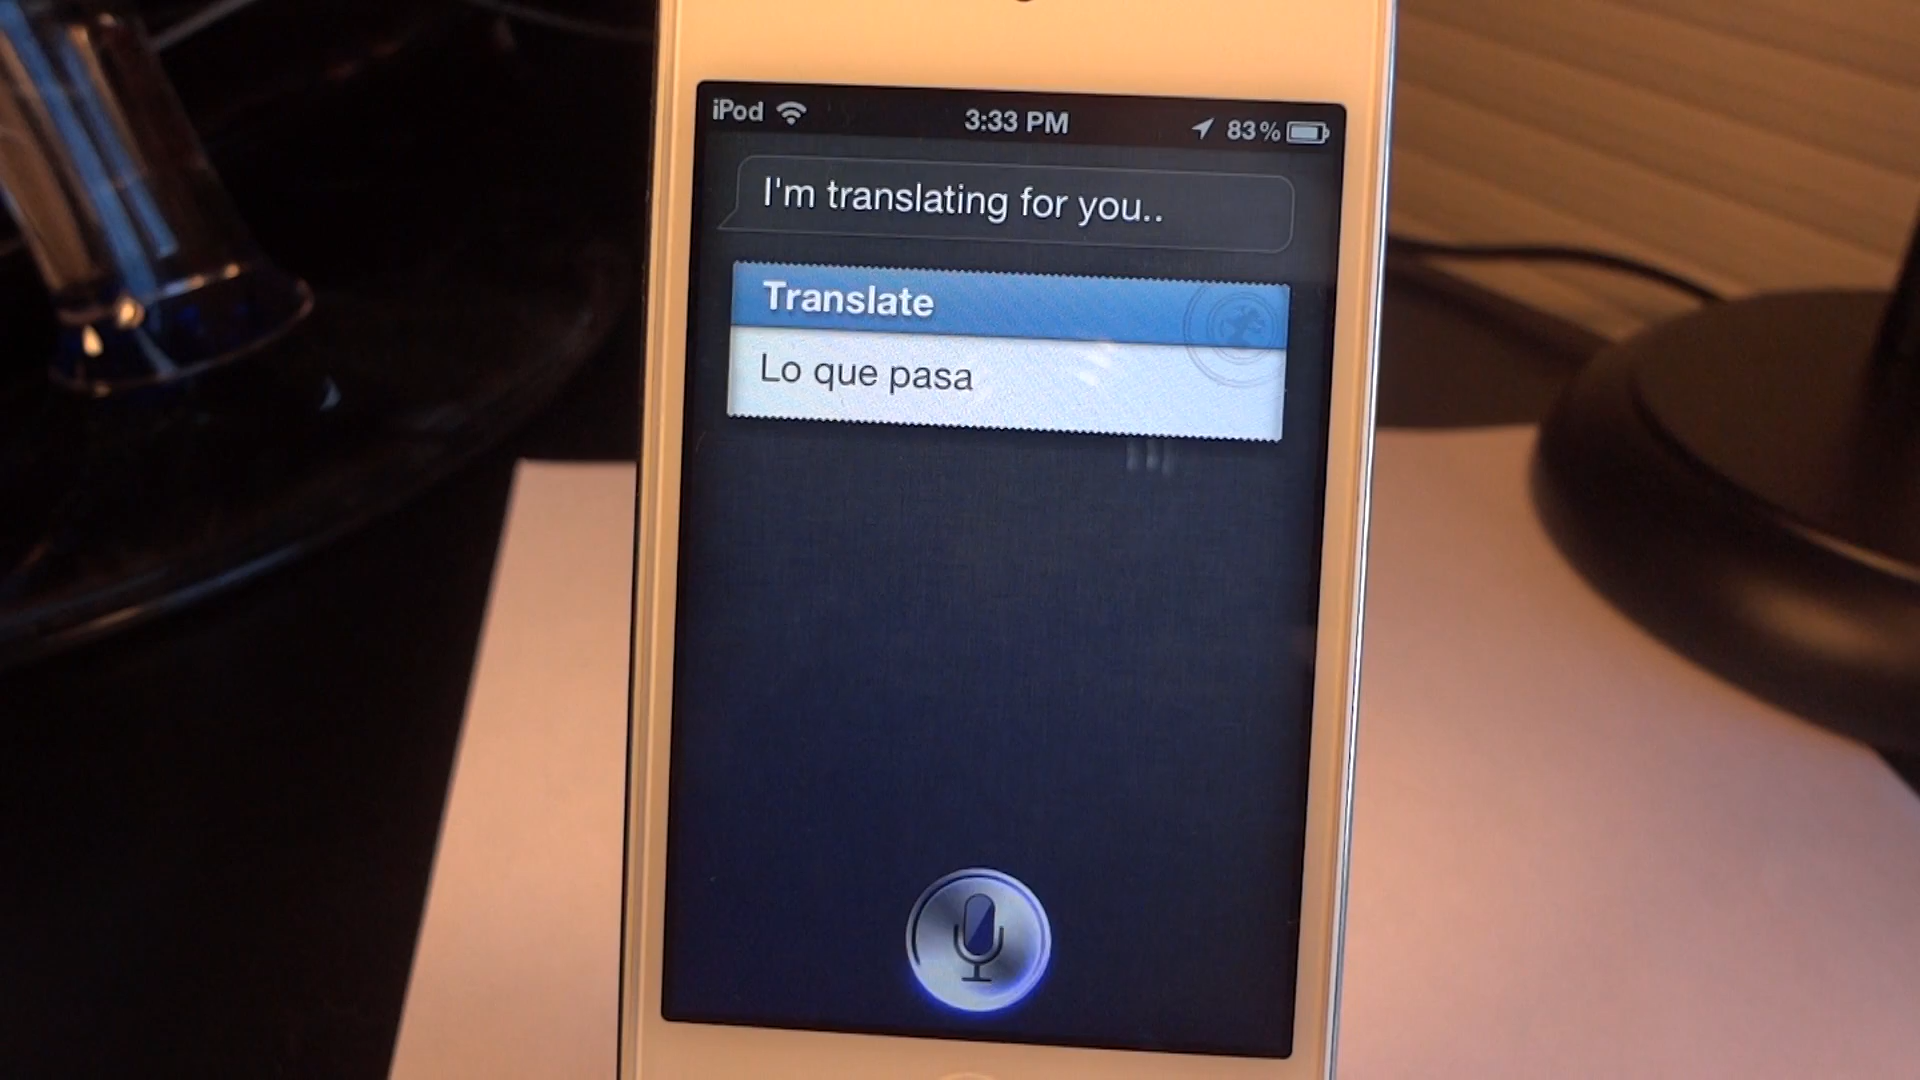 iPod 3:33 PM 83%
I'm translating for you..
Translate
Lo que pasa